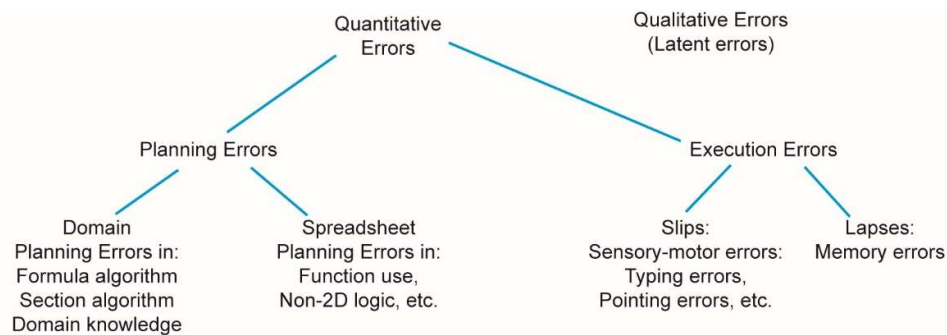 Quantitative
Errors
Qualitative Errors
(Latent errors)
Planning Errors
Execution Errors
Domain
Planning Errors in:
Formula algorithm
Section algorithm
Domain knowledge
Spreadsheet
Planning Errors in:
Function use,
Non-2D logic, etc.
Slips:
Sensory-motor errors:
Typing errors,
Pointing errors, etc.
Lapses:
Memory errors